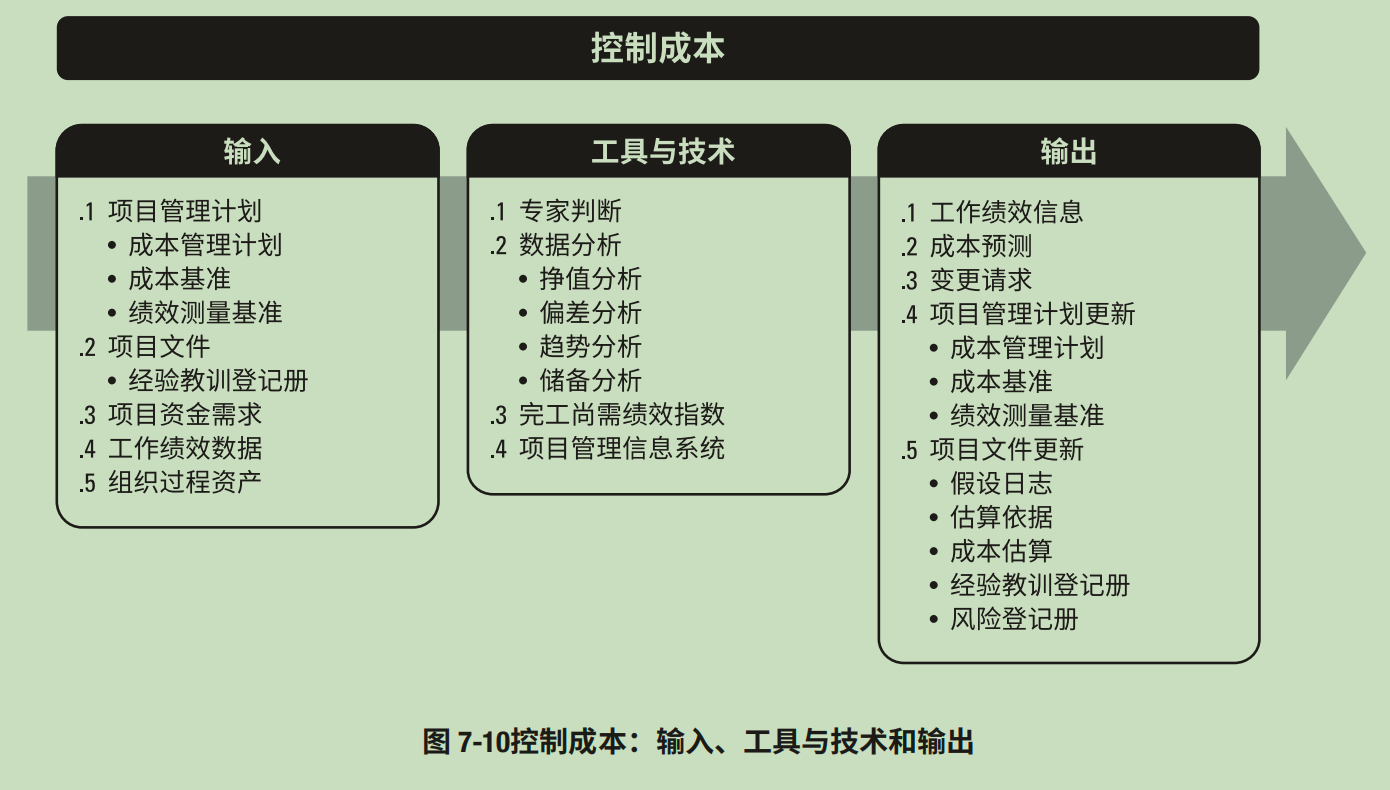 控制成本
输入
.1 项目管理计划
• 成本管理计划
• 成本基准
• 绩效测量基准
.2 项目文件
• 经验教训登记册
.3 项目资金需求
.4 工作绩效数据
.5 组织过程资产
工具与技术
.1 专家判断
.2 数据分析
• 挣值分析
• 偏差分析
• 趋势分析
• 储备分析
.3 完工尚需绩效指数
.4 项目管理信息系统
输出
.1 工作绩效信息
.2 成本预测
.3 变更请求
.4 项目管理计划更新
• 成本管理计划
• 成本基准
• 绩效测量基准
.5 项目文件更新
• 假设日志
• 估算依据
• 成本估算
• 经验教训登记册
• 风险登记册
图 7-10控制成本：输入、工具与技术和输出